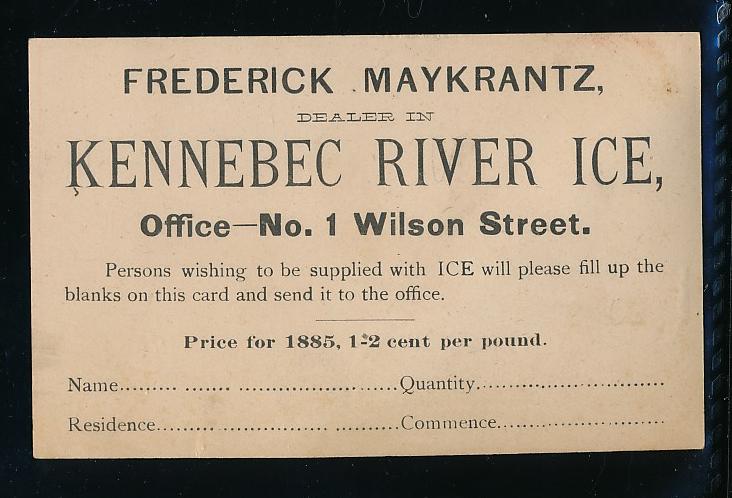 FREDERICK MAYKRANTZ,
DEALER IN
KENNEBEC RIVER ICE,
Office—No. 1 Wilson Street.
Persons wishing to be supplied with ICE will please fill up the
blanks on this card and send it to the office.
Price for 1885, 1-2 cent per pound.
Name......... ....... ..........................Quantity...............................
Residence........................... ..........Commence...........................